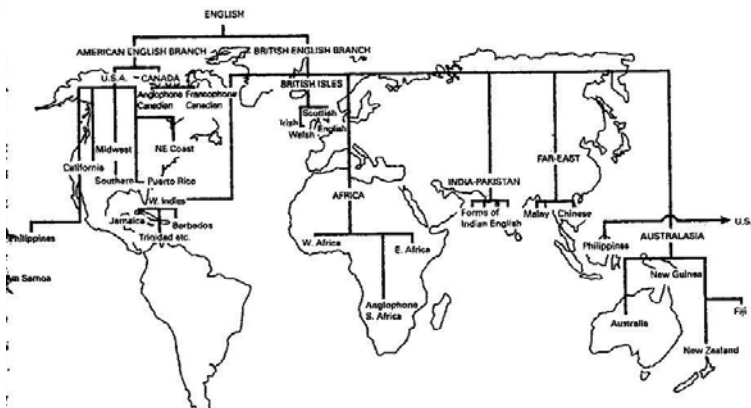 ENGLISH
AMERICAN ENGLISH BRANCH
BRITISH ENGLISH BRANCH
U.S.A.
CANADA
Anglophone Canadian
Francophone Canadian
BRITISH ISLES
Scottish
Irish
English
Welsh
Midwest
NE Coast
California
Southern
Puerto Rico
W. Indies
Jamaica
Barbedos
Trinidad etc.
Philippines
Samoa
AFRICA
W. Africa
E. Africa
Anglophone
S. Africa
INDIA-PAKISTAN
Forms of
Indian English
FAR-EAST
Malay
Chinese
U.S.
Philippines
AUSTRALASIA
New Guinea
Australia
Fiji
New Zealand